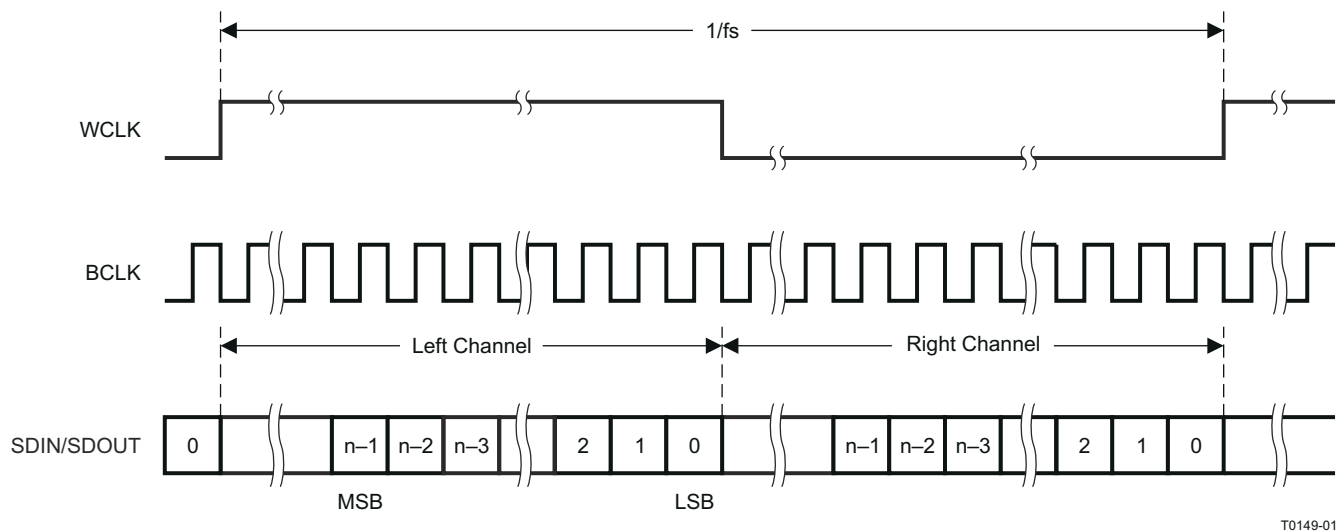 1/fs
WCLK
BCLK
Left Channel Right Channel
SDIN/SDOUT 0 n–1 n–2 n–3 2 1 0 n–1 n–2 n–3 2 1 0
MSB LSB
T0149-01